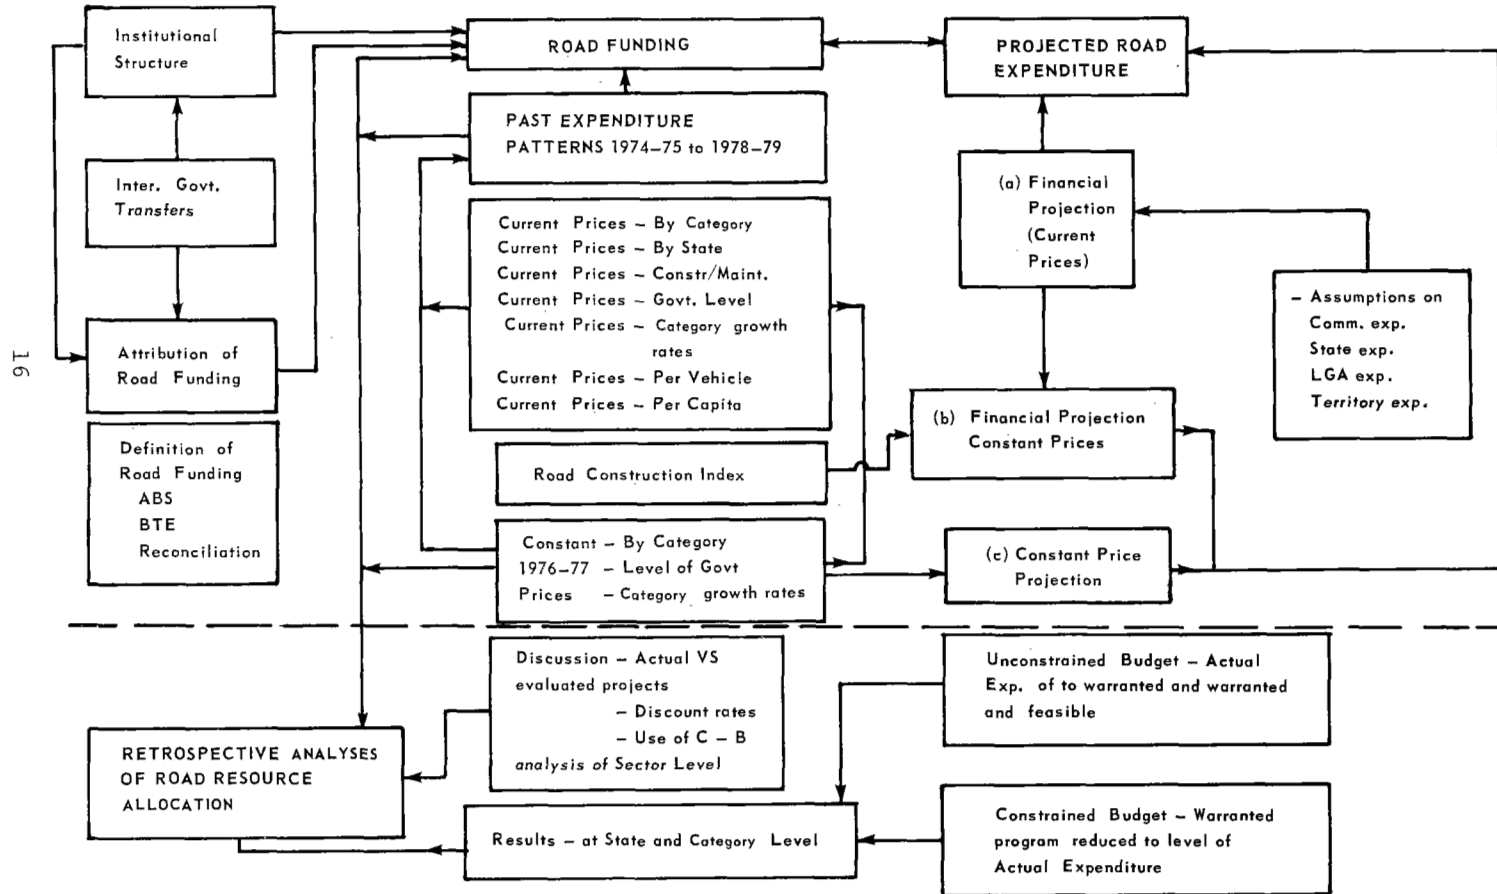 Institutional
Structure
Inter. Govt.
Transfers
Attribution of
Road Funding
Definition of
Road Funding
ABS
BTE
Reconciliation
16
ROAD FUNDING
PAST EXPENDITURE
PATTERNS 1974–75 to 1978–79
Current Prices – By Category
Current Prices – By State
Current Prices – Constr/Maint.
Current Prices – Govt. Level
Current Prices – Category growth
rates
Current Prices – Per Vehicle
Current Prices – Per Capita
Road Construction Index
Constant – By Category
1976–77 – Level of Govt
Prices – Category growth rates
PROJECTED ROAD
EXPENDITURE
(a) Financial
Projection
(Current
Prices)
– Assumptions on
Comm. exp.
State exp.
LGA exp.
Territory exp.
(b) Financial Projection
Constant Prices
(c) Constant Price
Projection
RETROSPECTIVE ANALYSES
OF ROAD RESOURCE
ALLOCATION
Discussion – Actual VS
evaluated projects
– Discount rates
– Use of C – B
analysis of Sector Level
Results – at State and Category Level
Unconstrained Budget – Actual
Exp. of to warranted and warranted
and feasible
Constrained Budget – Warranted
program reduced to level of
Actual Expenditure